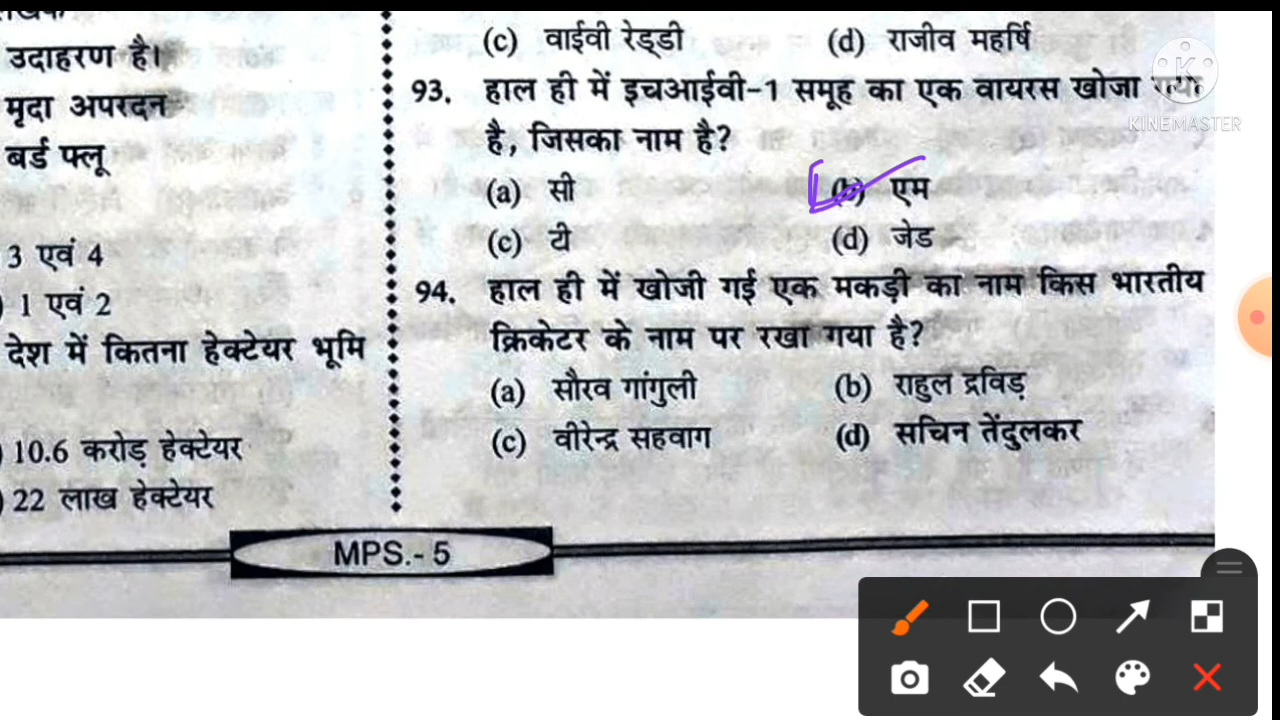 उदाहरण है।
मृदा अपरदन
बर्ड फ्लू
3 एवं 4
1 एवं 2
देश में कितना हेक्टेयर भूमि
10.6 करोड़ हेक्टेयर
22 लाख हेक्टेयर
(c) वाईवी रेड्डी (d) राजीव महर्षि
93. हाल ही में इचआईवी-1 समूह का एक वायरस खोजा गया
है, जिसका नाम है?
(a) सी (b) एम
(c) टी (d) जेड
94. हाल ही में खोजी गई एक मकड़ी का नाम किस भारतीय
क्रिकेटर के नाम पर रखा गया है?
(a) सौरव गांगुली (b) राहुल द्रविड़
(c) वीरेन्द्र सहवाग (d) सचिन तेंदुलकर
MPS.- 5
K
KINEMASTER